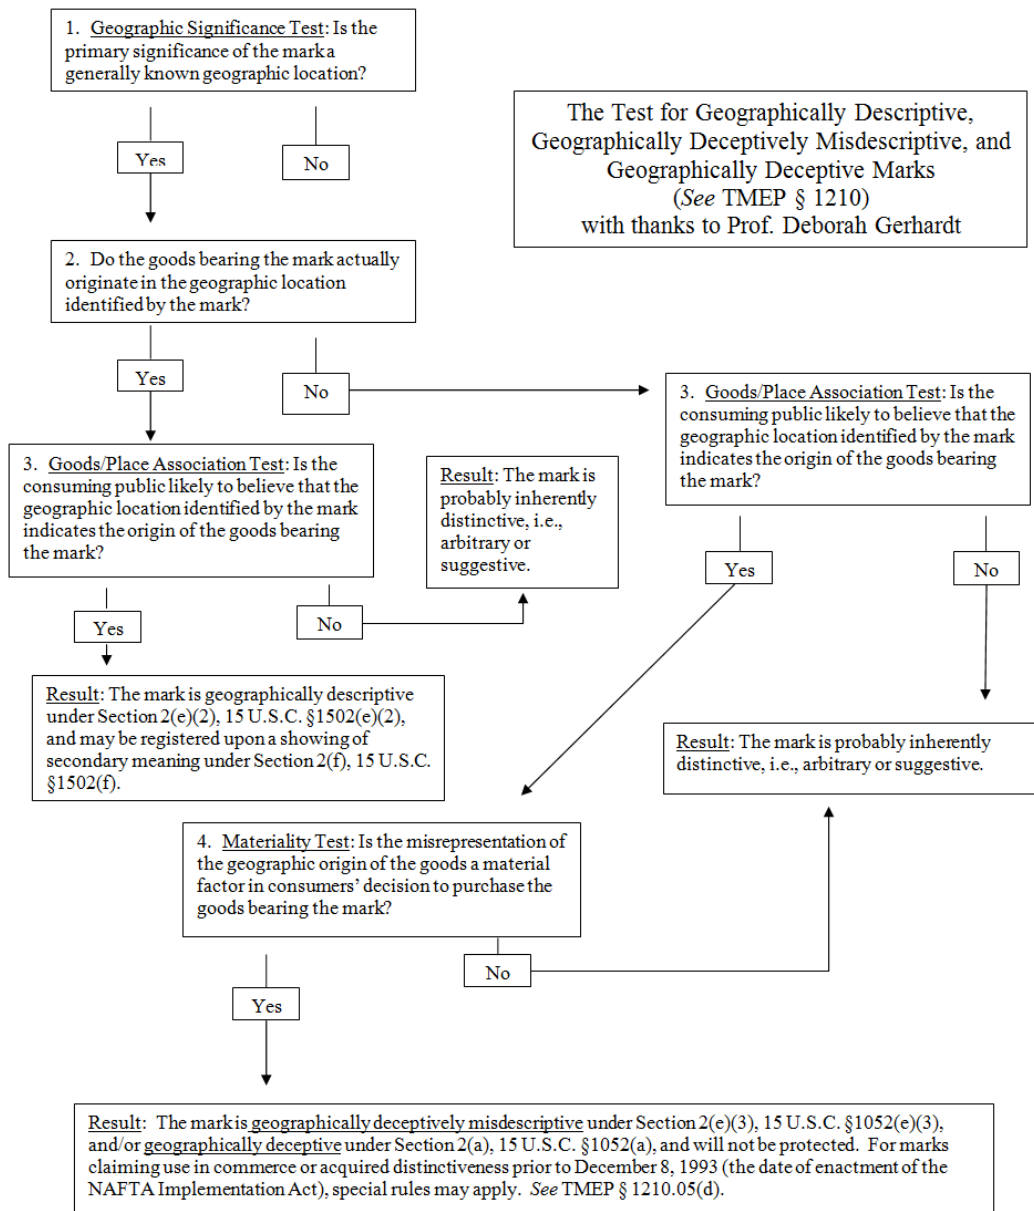 1. Geographic Significance Test: Is the
primary significance of the mark a
generally known geographic location?
The Test for Geographically Descriptive,
Geographically Deceptively Misdescriptive, and
Geographically Deceptive Marks
(See TMEP § 1210)
with thanks to Prof. Deborah Gerhardt
Yes
No
2. Do the goods bearing the mark actually
originate in the geographic location
identified by the mark?
Yes
No
3. Goods/Place Association Test: Is the
consuming public likely to believe that the
geographic location identified by the mark
indicates the origin of the goods bearing
the mark?
3. Goods/Place Association Test: Is the
consuming public likely to believe that the
geographic location identified by the mark
indicates the origin of the goods bearing
the mark?
Result: The mark is
probably inherently
distinctive, i.e.,
arbitrary or
suggestive.
Yes
No
Yes
No
Result: The mark is geographically descriptive
under Section 2(e)(2), 15 U.S.C. §1502(e)(2),
and may be registered upon a showing of
secondary meaning under Section 2(f), 15 U.S.C.
§1502(f).
Result: The mark is probably inherently
distinctive, i.e., arbitrary or suggestive.
4. Materiality Test: Is the misrepresentation of
the geographic origin of the goods a material
factor in consumers’ decision to purchase the
goods bearing the mark?
No
Yes
Result: The mark is geographically deceptively misdescriptive under Section 2(e)(3), 15 U.S.C. §1052(e)(3),
and/or geographically deceptive under Section 2(a), 15 U.S.C. §1052(a), and will not be protected. For marks
claiming use in commerce or acquired distinctiveness prior to December 8, 1993 (the date of enactment of the
NAFTA Implementation Act), special rules may apply. See TMEP § 1210.05(d).